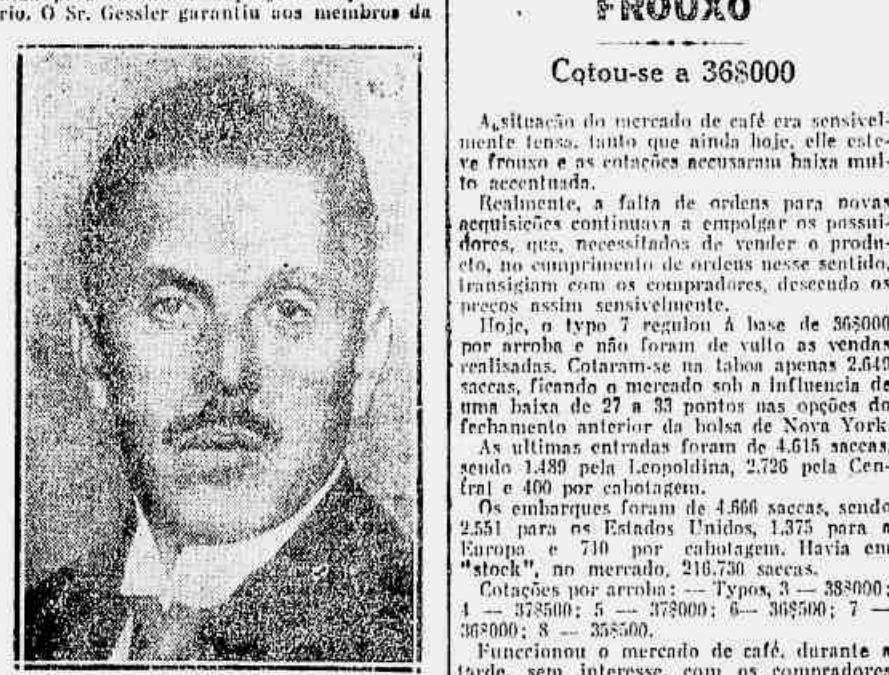 rio. O Sr. Gessler garantiu aos membros da
FROUXO
Cotou-se a 36$000
A situação do mercado de café era sensivel-
mente tensa, tanto que ainda hoje, elle este-
ve frouxo e as cotações accusaram baixa mui-
to accentuada.
Realmente, a falta de ordens para novas
acquisições continuava a empolgar os possui-
dores, que, necessitados de vender o produ-
cto, no cumprimento de ordens nesse sentido,
transigiam com os compradores, descendo os
preços assim sensivelmente.
Hoje, o typo 7 regulou á base de 36$000
por arroba e não foram de vulto as vendas
realisadas. Cotaram-se na taboa apenas 2.649
saccas, ficando o mercado sob a influencia de
uma baixa de 27 a 33 pontos nas opções do
fechamento anterior da bolsa de Nova York.
As ultimas entradas foram de 4.615 saccas,
sendo 1.489 pela Leopoldina, 2.726 pela Cen-
tral e 400 por cabotagem.
Os embarques foram de 4.666 saccas, sendo
2.551 para os Estados Unidos, 1.375 para a
Europa e 740 por cabotagem. Havia em
"stock", no mercado, 216.730 saccas.
Cotações por arroba: — Typos, 3 — 38$000;
4 — 37$500; 5 — 37$000; 6— 36$500; 7 —
36$000; 8 — 35$500.
Funccionou o mercado de café, durante a
tarde, sem interesse, com os compradores